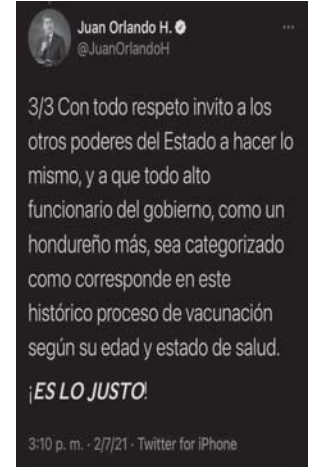 Juan Orlando H.
@JuanOrlandoH
3/3 Con todo respeto invito a los
otros poderes del Estado a hacer lo
mismo, y a que todo alto
funcionario del gobierno, como un
hondureño más, sea categorizado
como corresponde en este
histórico proceso de vacunación
según su edad y estado de salud.
¡ES LO JUSTO!
3:10 p. m. · 2/7/21 · Twitter for iPhone